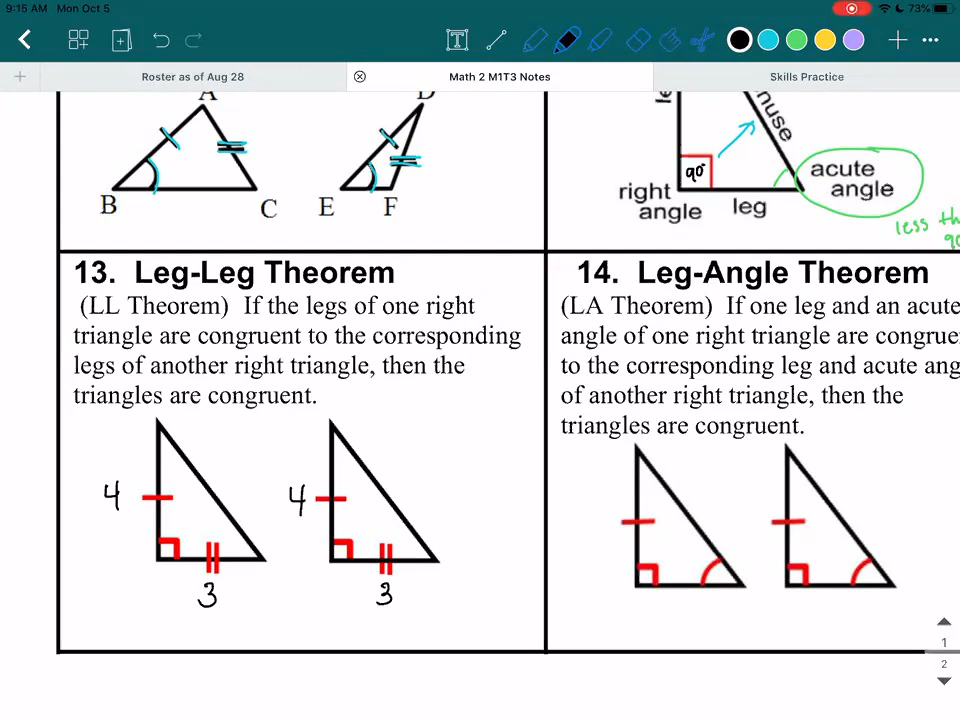 9:15 AM Mon Oct 5
73%
Roster as of Aug 28
Math 2 M1T3 Notes
Skills Practice
A
D
B
C
E
F
90°
right
angle
leg
acute
angle
less th
13. Leg-Leg Theorem
(LL Theorem) If the legs of one right
triangle are congruent to the corresponding
legs of another right triangle, then the
triangles are congruent.
4
4
3
3
14. Leg-Angle Theorem
(LA Theorem) If one leg and an acute
angle of one right triangle are congrue
to the corresponding leg and acute ang
of another right triangle, then the
triangles are congruent.
1
2